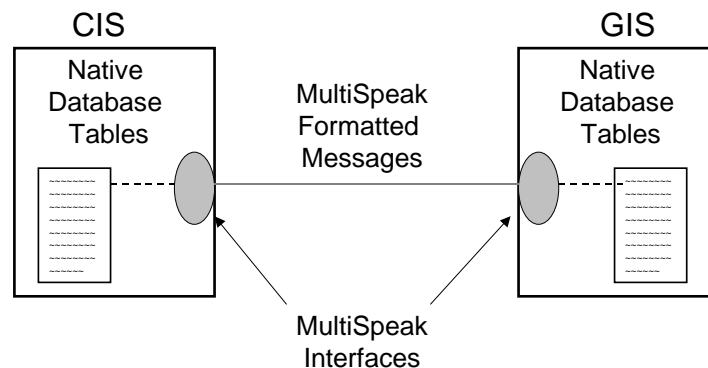 CIS
GIS
Native
Database
Tables
MultiSpeak
Formatted
Messages
Native
Database
Tables
MultiSpeak
Interfaces